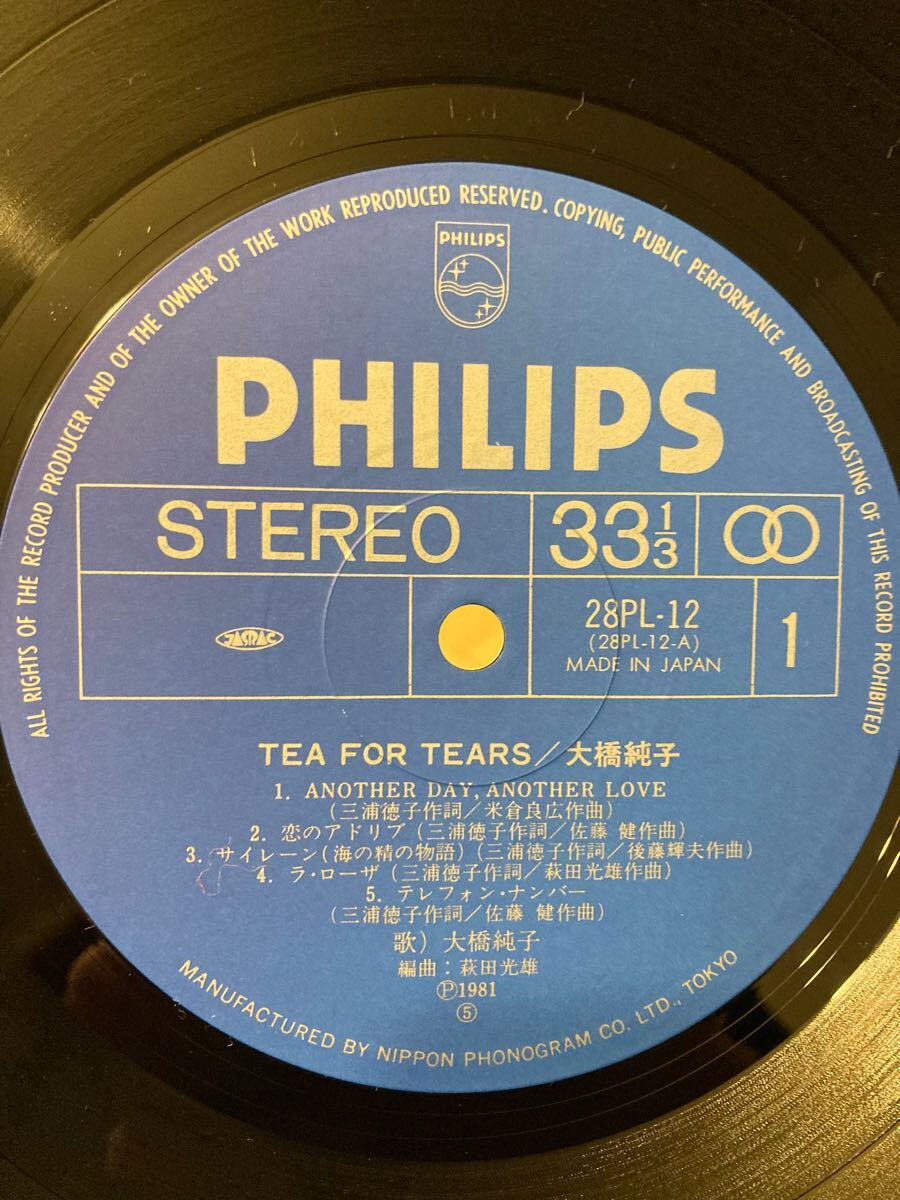 ALL RIGHTS OF THE RECORD PRODUCER AND OF THE OWNER OF THE WORK REPRODUCED RESERVED. COPYING, PUBLIC PERFORMANCE AND BROADCASTING OF THIS RECORD PROHIBITED
PHILIPS
PHILIPS
STEREO
33 1/3
JASRAC
28PL-12
(28PL-12-A)
MADE IN JAPAN
1
TEA FOR TEARS/大橋純子
1. ANOTHER DAY, ANOTHER LOVE
(三浦徳子作詞/米倉良広作曲)
2. 恋のアドリブ (三浦徳子作詞/佐藤 健作曲)
3. サイレーン(海の精の物語) (三浦徳子作詞/後藤輝夫作曲)
4. ラ・ローザ (三浦徳子作詞/萩田光雄作曲)
5. テレフォン・ナンバー
(三浦徳子作詞/佐藤 健作曲)
歌) 大橋純子
編曲:萩田光雄
Ⓟ1981
⑤
MANUFACTURED BY NIPPON PHONOGRAM CO. LTD., TOKYO